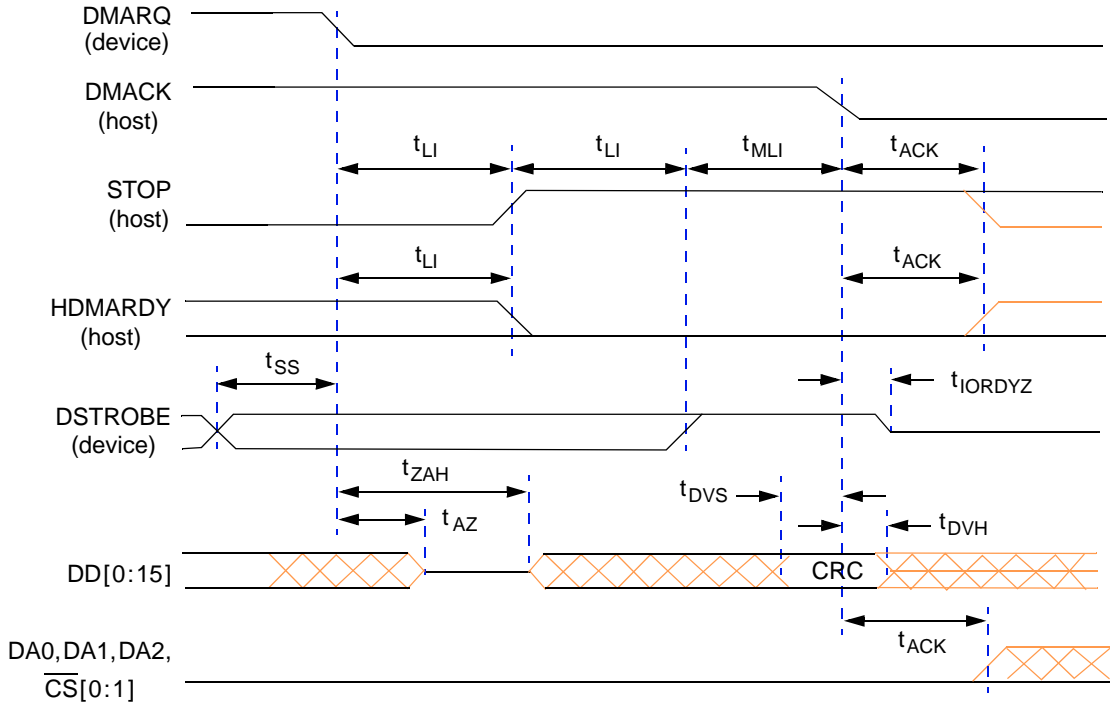 DMARQ
(device)
DMACK
(host)
tLI tLI tMLI tACK
STOP
(host)
tLI tACK
HDMARDY
(host)
tSS tIORDYZ
DSTROBE
(device)
tZAH tDVS
tAZ tDVH
DD[0:15] CRC
tACK
DA0,DA1,DA2,
CS[0:1]